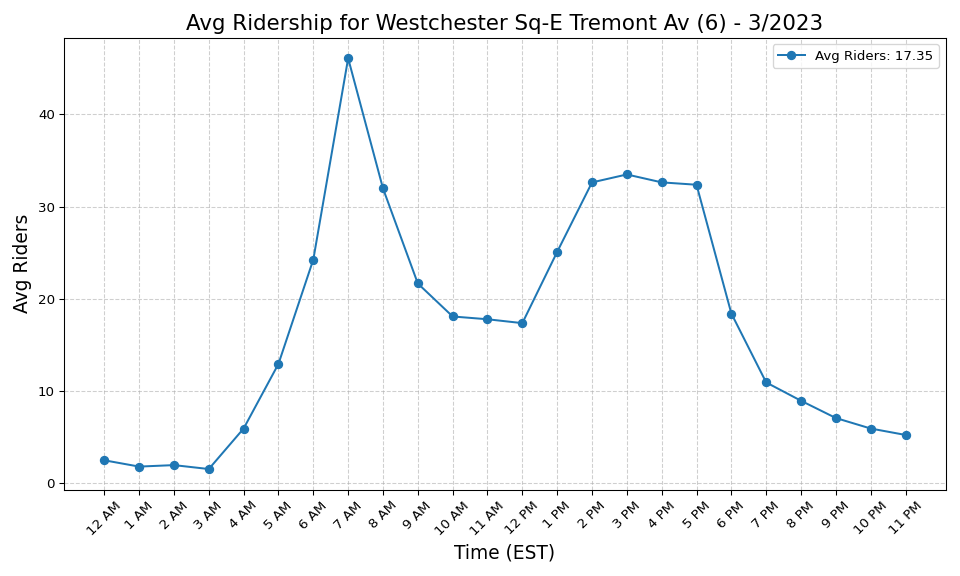 Avg Ridership for Westchester Sq-E Tremont Av (6) - 3/2023
Avg Riders: 17.35
Avg Riders
40
30
20
10
0
12 AM
1 AM
2 AM
3 AM
4 AM
5 AM
6 AM
7 AM
8 AM
9 AM
10 AM
11 AM
12 PM
1 PM
2 PM
3 PM
4 PM
5 PM
6 PM
7 PM
8 PM
9 PM
10 PM
11 PM
Time (EST)